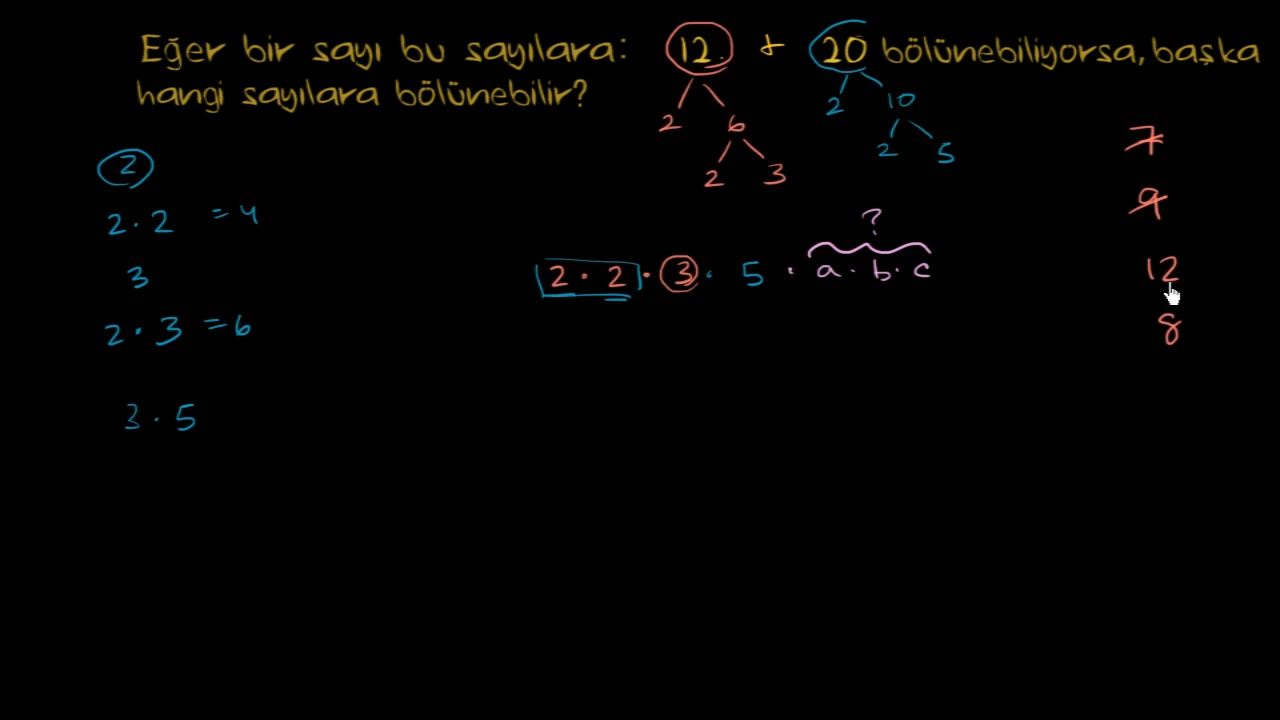 Eğer bir sayı bu sayılara: 12 + 20 bölünebiliyorsa, başka
hangi sayılara bölünebilir?
2 6
2 3
2 10
2 5
2
2 · 2 = 4
3
2 · 3 = 6
3 · 5
?
2 · 2 · 3 · 5 · a · b · c
7
9
12
8